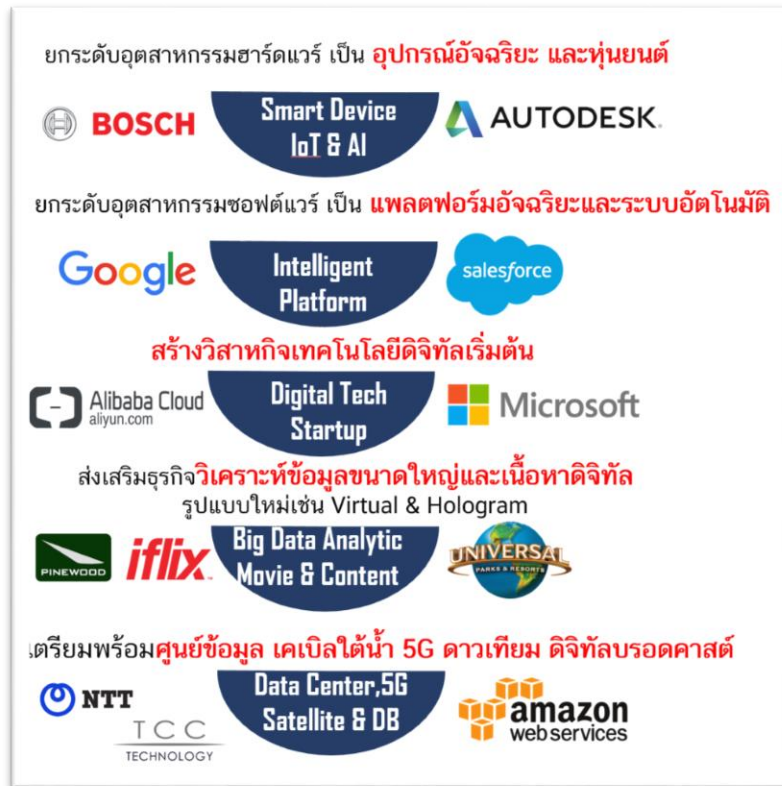 ยกระดับอุตสาหกรรมฮาร์ดแวร์ เป็น อุปกรณ์อัจฉริยะ และหุ่นยนต์
BOSCH
Smart Device
IoT & AI
AUTODESK.
ยกระดับอุตสาหกรรมซอฟต์แวร์ เป็น แพลตฟอร์มอัจฉริยะและระบบอัตโนมัติ
Google
Intelligent
Platform
salesforce
สร้างวิสาหกิจเทคโนโลยีดิจิทัลเริ่มต้น
Alibaba Cloud
aliyun.com
Digital Tech
Startup
Microsoft
ส่งเสริมธุรกิจวิเคราะห์ข้อมูลขนาดใหญ่และเนื้อหาดิจิทัล
รูปแบบใหม่เช่น Virtual & Hologram
PINEWOOD
iflix
Big Data Analytic
Movie & Content
UNIVERSAL
PARKS & RESORTS
เตรียมพร้อมศูนย์ข้อมูล เคเบิลใต้น้ำ 5G ดาวเทียม ดิจิทัลบรอดคาสต์
NTT
TCC
TECHNOLOGY
Data Center,5G
Satellite & DB
amazon
webservices